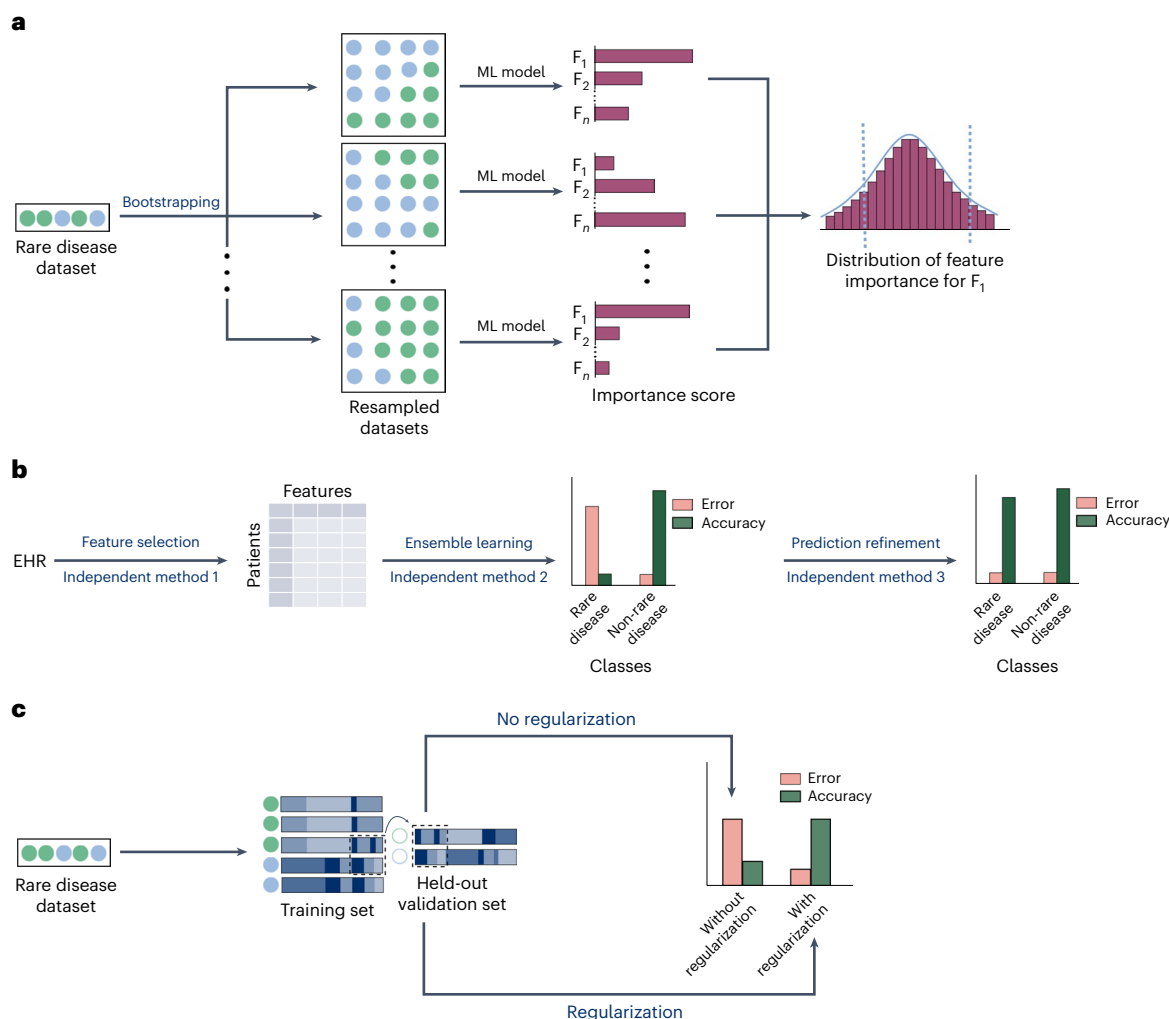 a
Bootstrapping
Rare disease
dataset
Resampled
datasets
ML model
ML model
ML model
F1
F2
Fn
F1
F2
Fn
F1
F2
Fn
Importance score
Distribution of feature
importance for F1
b
EHR
Feature selection
Independent method 1
Features
Patients
Ensemble learning
Independent method 2
Error
Accuracy
Rare
disease
Non-rare
disease
Classes
Prediction refinement
Independent method 3
Error
Accuracy
Rare
disease
Non-rare
disease
Classes
c
Rare disease
dataset
Training set
Held-out
validation set
No regularization
Regularization
Error
Accuracy
Without
regularization
With
regularization